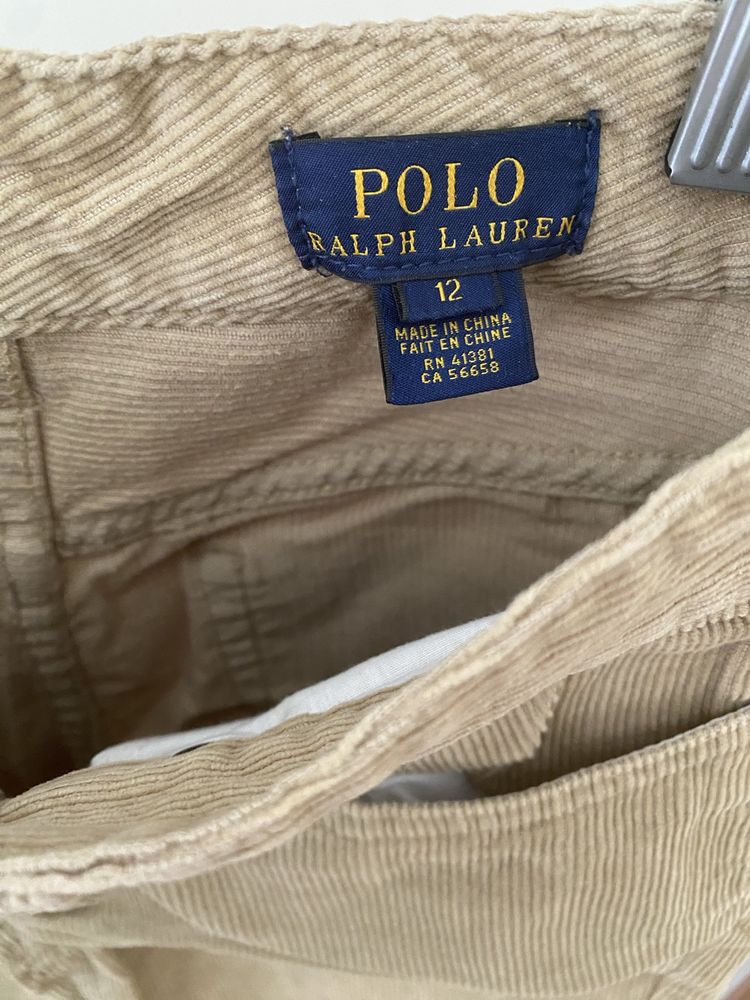 POLO
RALPH LAUREN
12
MADE IN CHINA
FAIT EN CHINE
RN 41381
CA 56658